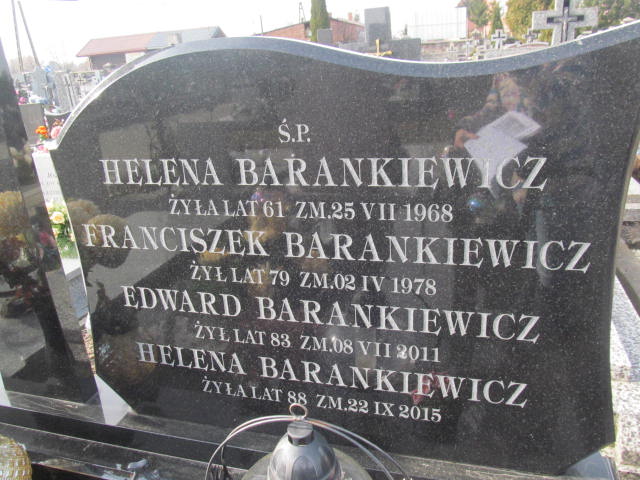 Ś.P.
HELENA BARANKIEWICZ
ŻYŁA LAT 61 ZM.25 VII 1968
FRANCISZEK BARANKIEWICZ
ŻYŁ LAT 79 ZM.02 IV 1978
EDWARD BARANKIEWICZ
ŻYŁ LAT 83 ZM.08 VII 2011
HELENA BARANKIEWICZ
ŻYŁA LAT 88 ZM.22 IX 2015